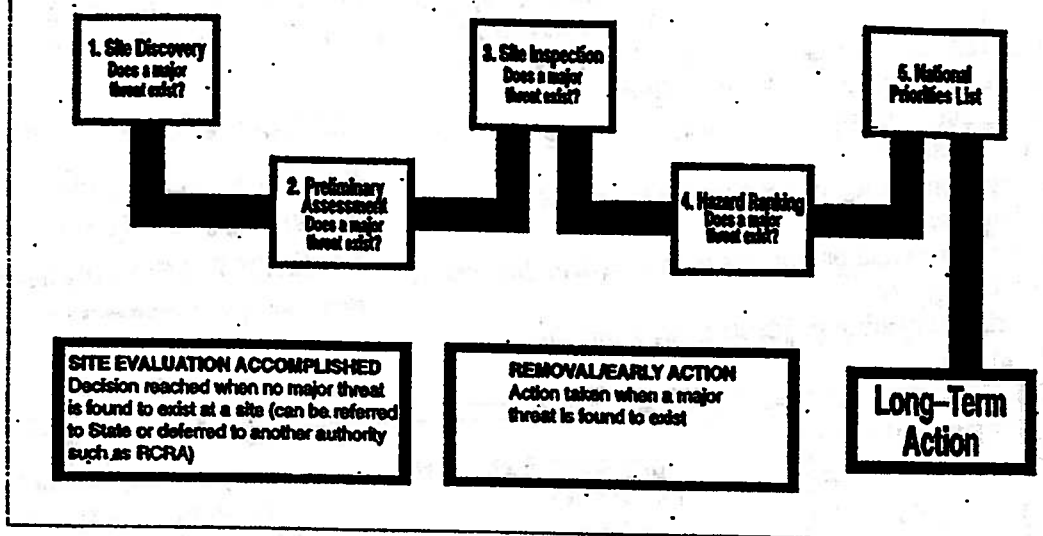 1. Site Discovery
Does a major
threat exist?
2. Preliminary
Assessment
Does a major
threat exist?
3. Site Inspection
Does a major
threat exist?
4. Hazard Ranking
Does a major
threat exist?
5. National
Priorities List
SITE EVALUATION ACCOMPLISHED
Decision reached when no major threat
is found to exist at a site (can be referred
to State or deferred to another authority
such as RCRA)
REMOVAL/EARLY ACTION
Action taken when a major
threat is found to exist
Long-Term
Action